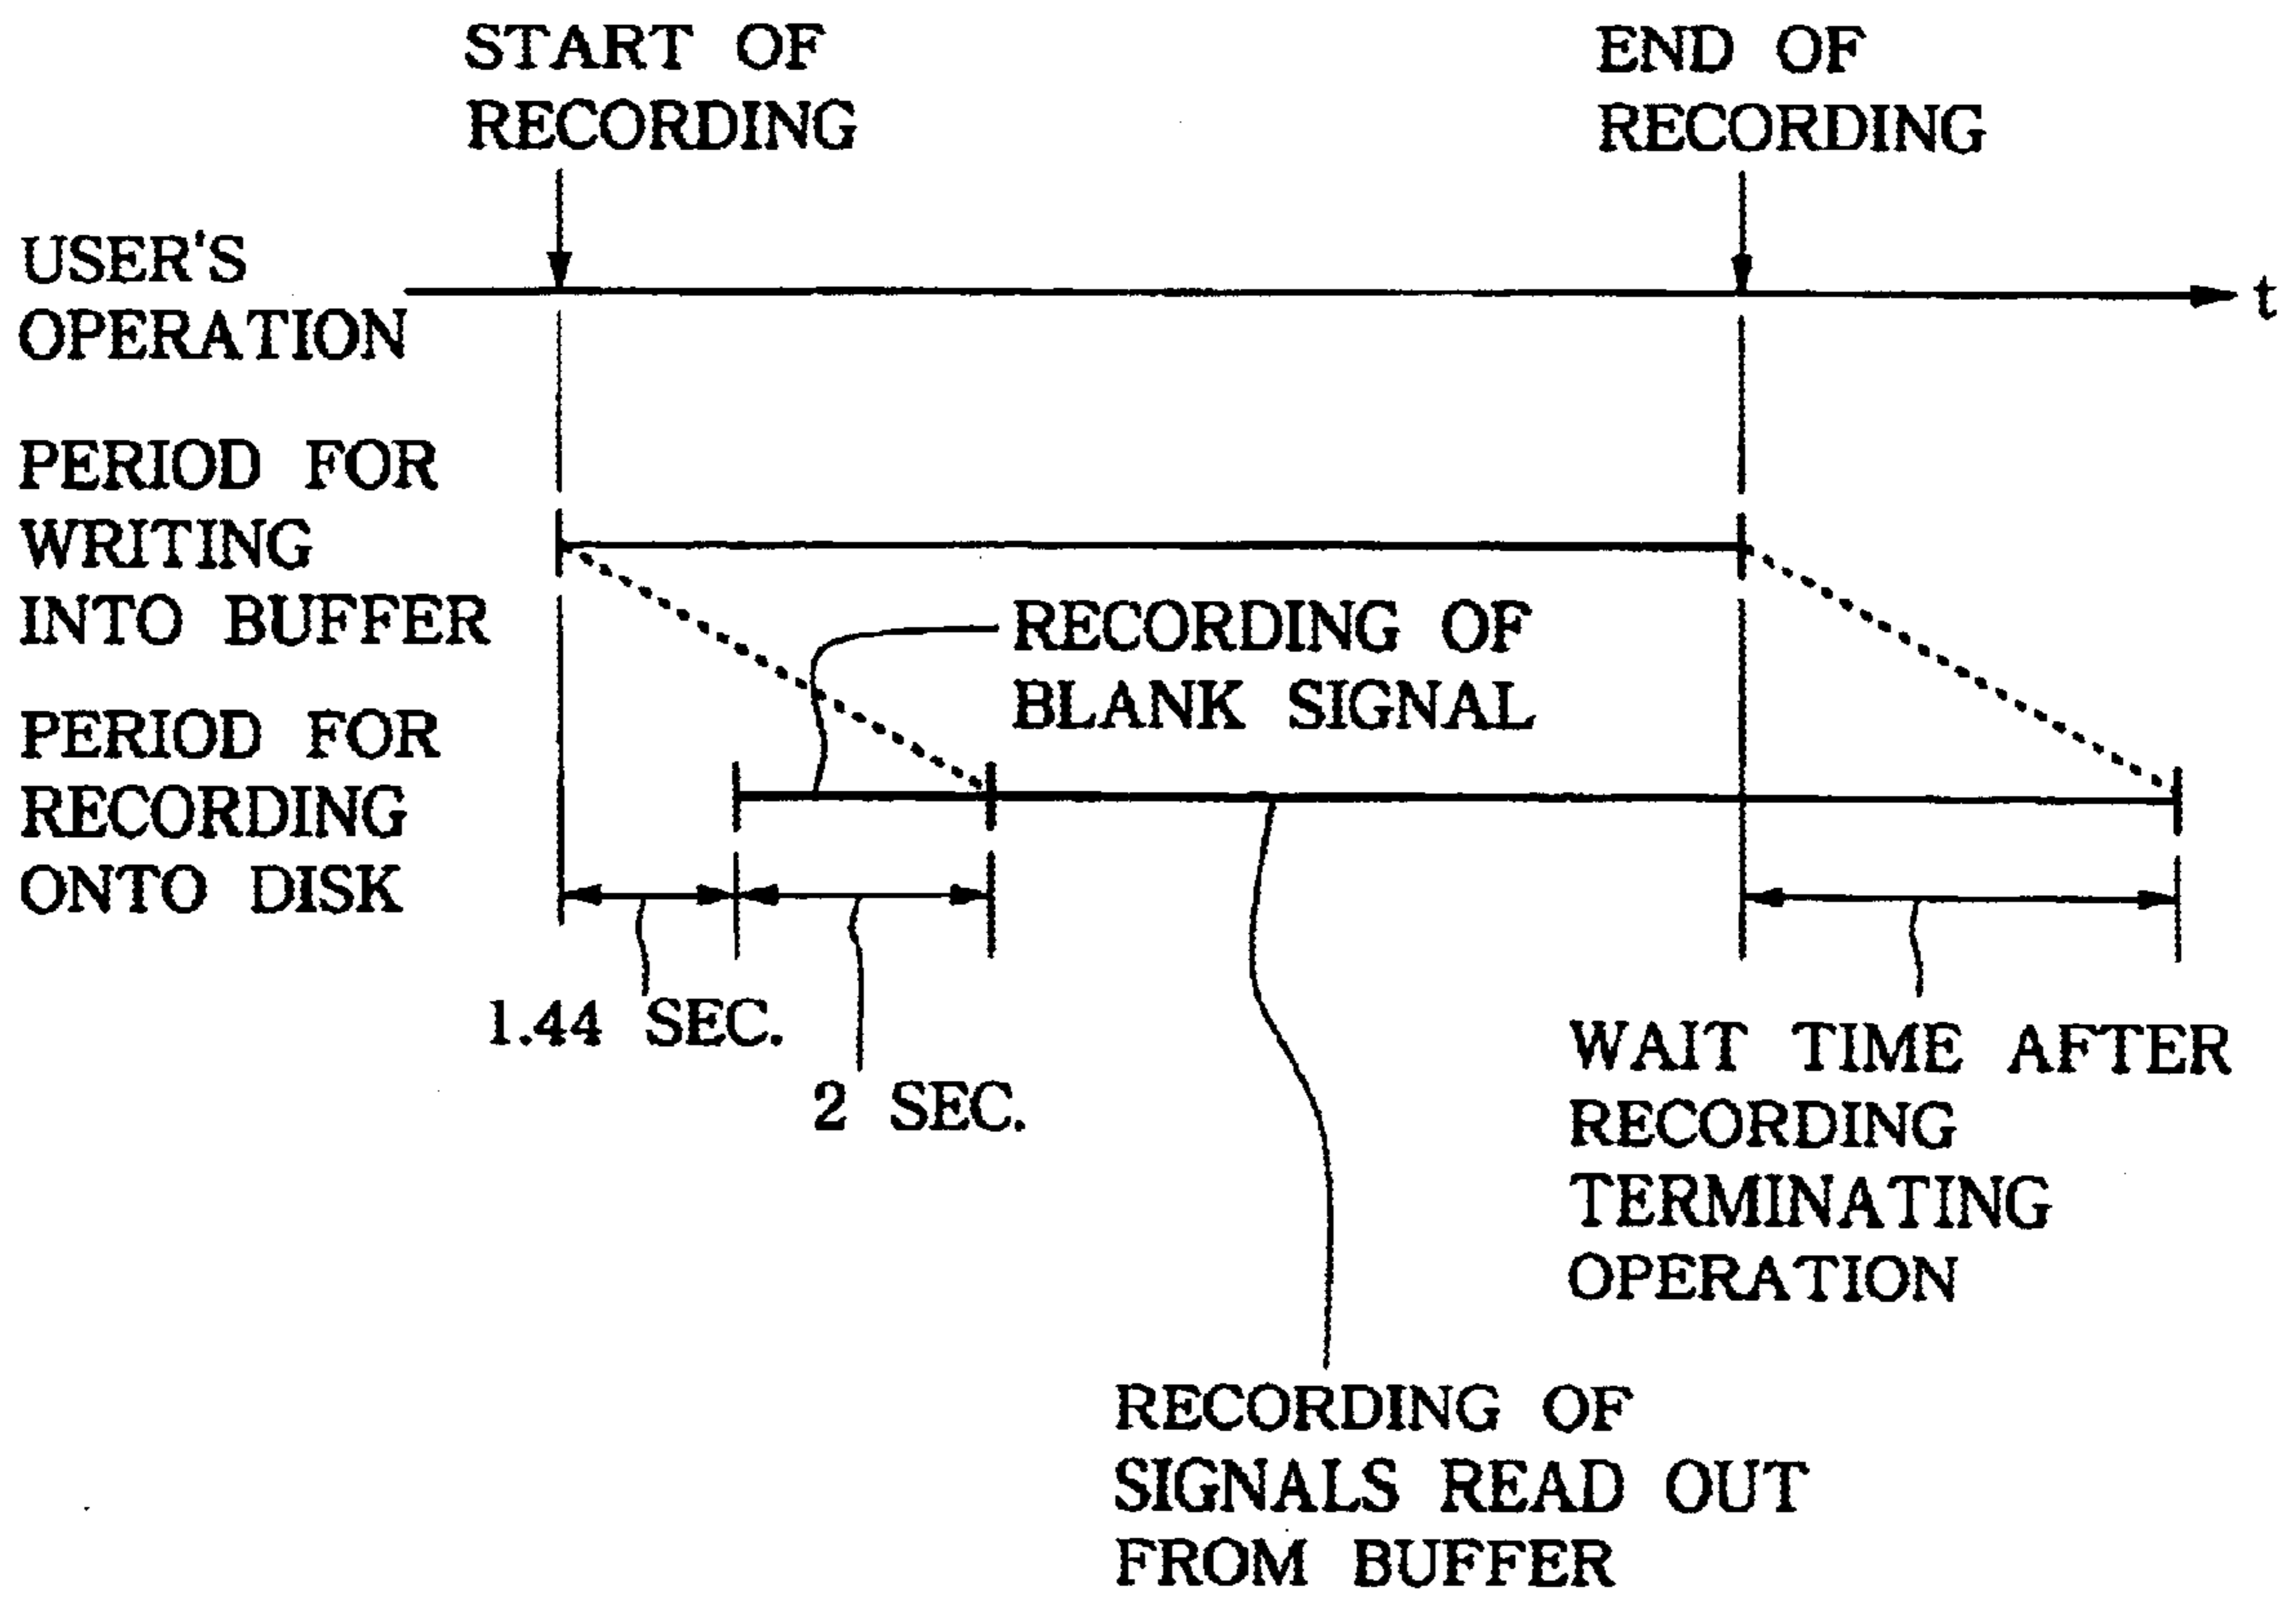 START OF
RECORDING
END OF
RECORDING
USER'S
OPERATION
t
PERIOD FOR
WRITING
INTO BUFFER
RECORDING OF
BLANK SIGNAL
PERIOD FOR
RECORDING
ONTO DISK
1.44 SEC.
2 SEC.
WAIT TIME AFTER
RECORDING
TERMINATING
OPERATION
RECORDING OF
SIGNALS READ OUT
FROM BUFFER